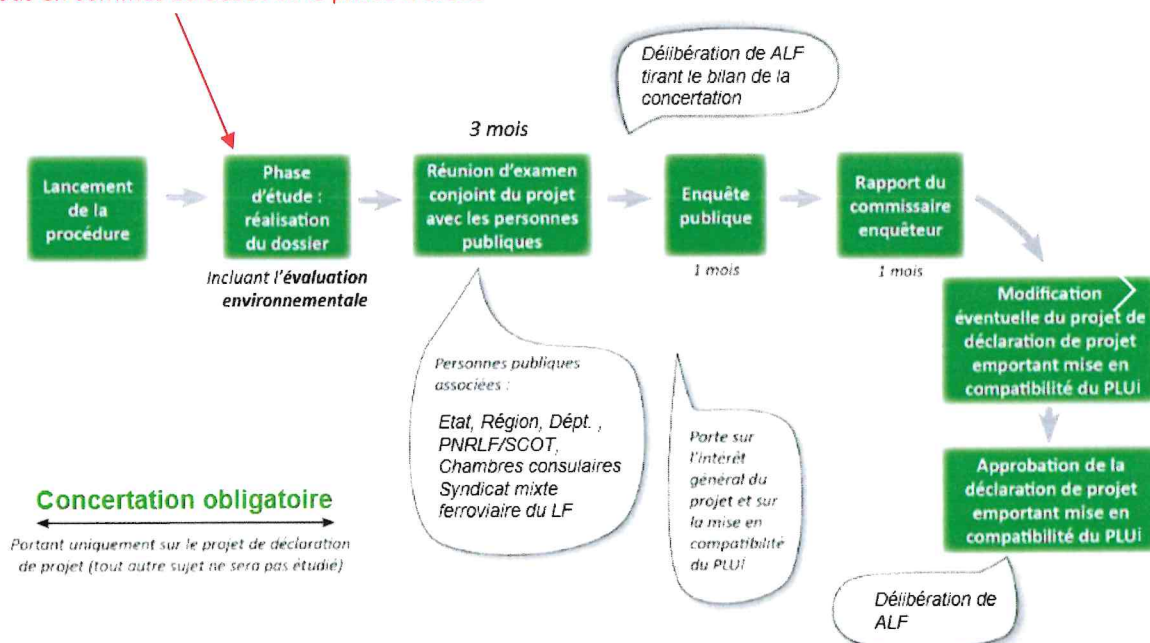 Délibération de ALF
tirant le bilan de la
concertation
3 mois
Lancement
de la
procédure
Phase
d'étude :
réalisation
du dossier
Incluant l'évaluation
environnementale
Réunion d'examen
conjoint du projet
avec les personnes
publiques
Enquête
publique
1 mois
Rapport du
commissaire
enquêteur
1 mois
Modification
éventuelle du projet de
déclaration de projet
emportant mise en
compatibilité du PLUi
Personnes publiques
associées :
Etat, Région, Dépt. ,
PNRLF/SCOT,
Chambres consulaires
Syndicat mixte
ferroviaire du LF
Porte sur
l'intérêt
général du
projet et sur
la mise en
compatibilité
du PLUi
Approbation de la
déclaration de projet
emportant mise en
compatibilité du PLUi
Concertation obligatoire
Portant uniquement sur le projet de déclaration
de projet (tout autre sujet ne sera pas étudié)
Délibération de
ALF